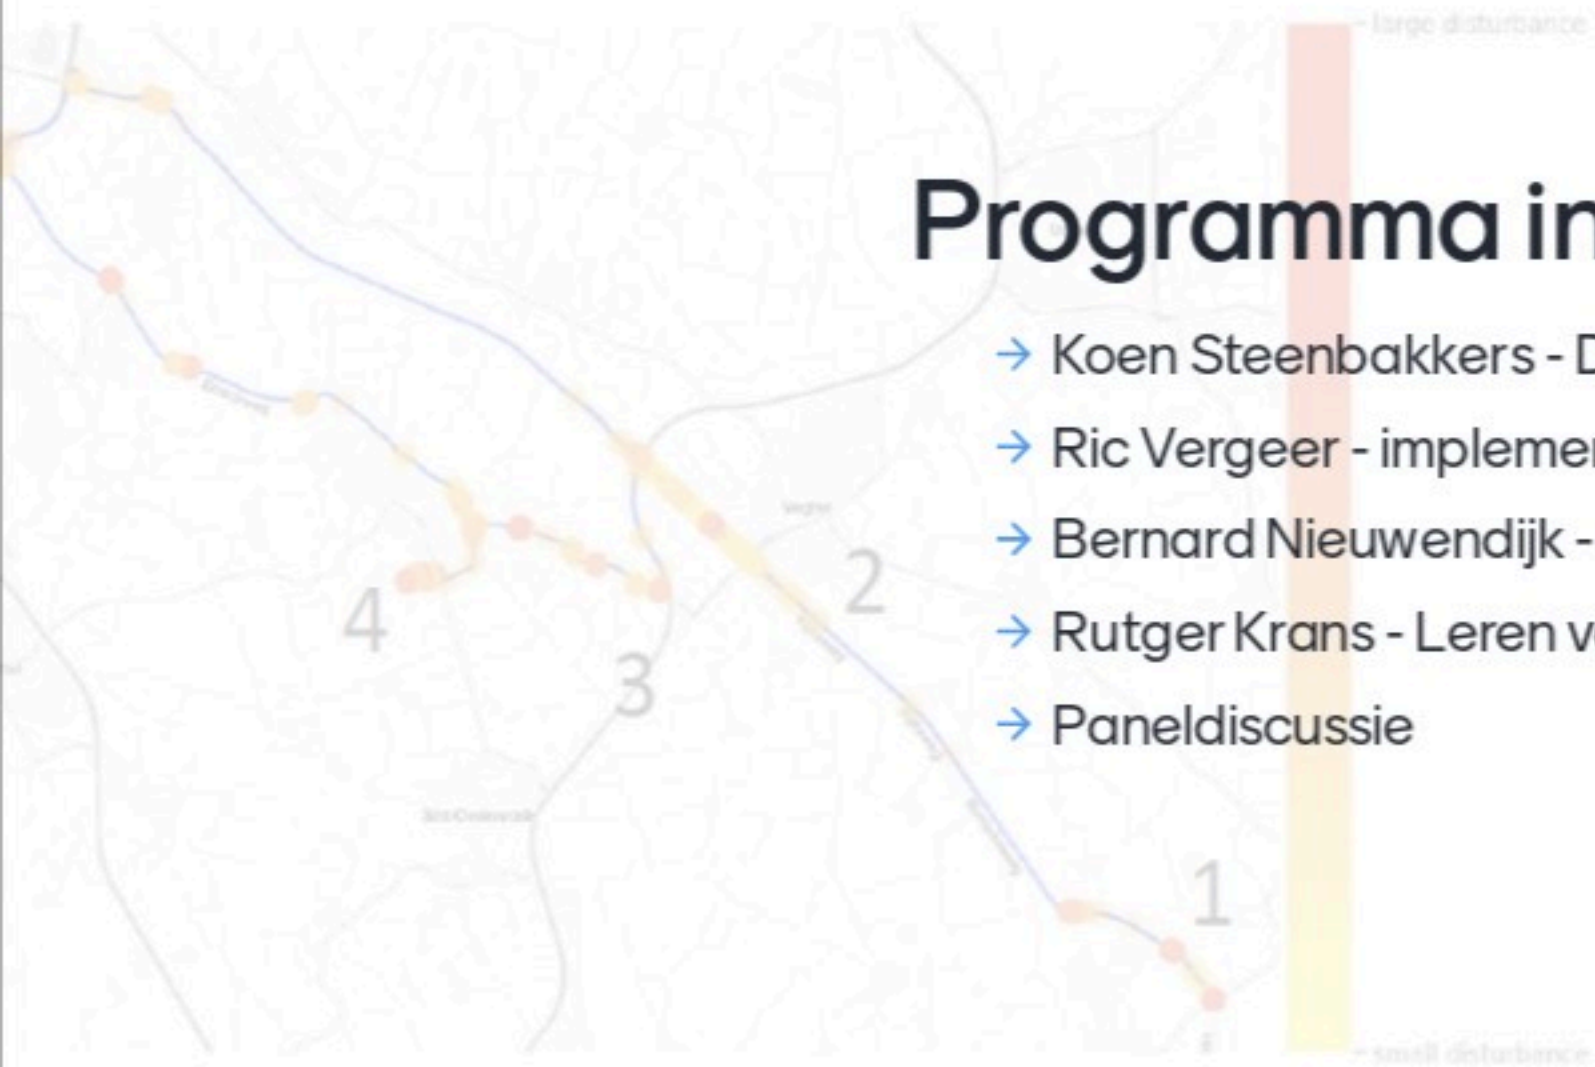 large disturbance
Programma in
→ Koen Steenbakkers - D
→ Ric Vergeer - implemen
→ Bernard Nieuwendijk -
→ Rutger Krans - Leren v
→ Paneldiscussie
Veghel
2
4
3
1
small disturbance